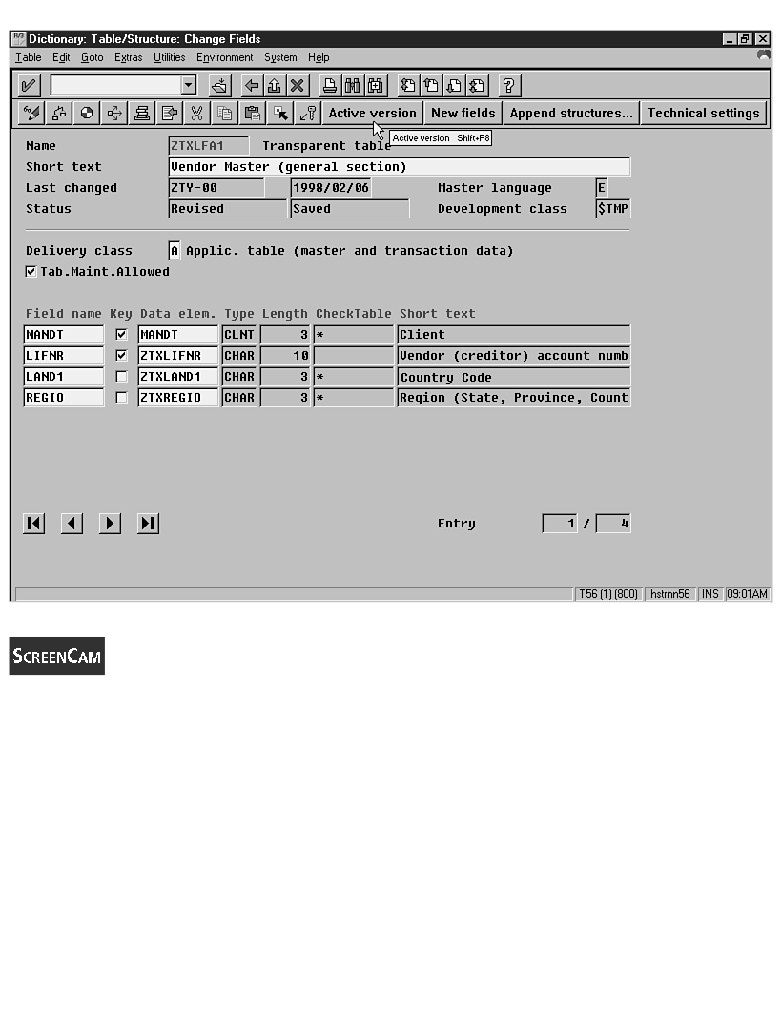 Dictionary: Table/Structure: Change Fields
Table Edit Goto Extras Utilities Environment System Help
Active version New fields Append structures... Technical settings
Active version Shift+F8
Name ZTXLFA1 Transparent table
Short text Vendor Master (general section)
Last changed ZTY-00 1998/02/06 Master language E
Status Revised Saved Development class $TMP
Delivery class A Applic. table (master and transaction data)
Tab.Maint.Allowed
Field name Key Data elem. Type Length CheckTable Short text
MANDT MANDT CLNT 3 * Client
LIFNR ZTXLIFNR CHAR 10 Vendor (creditor) account numb
LAND1 ZTXLAND1 CHAR 3 * Country Code
REGIO ZTXREGIO CHAR 3 * Region (State, Province, Count
Entry 1 / 4
T56 (1) (800) hstmn56 INS 09:01AM
SCREENCAM